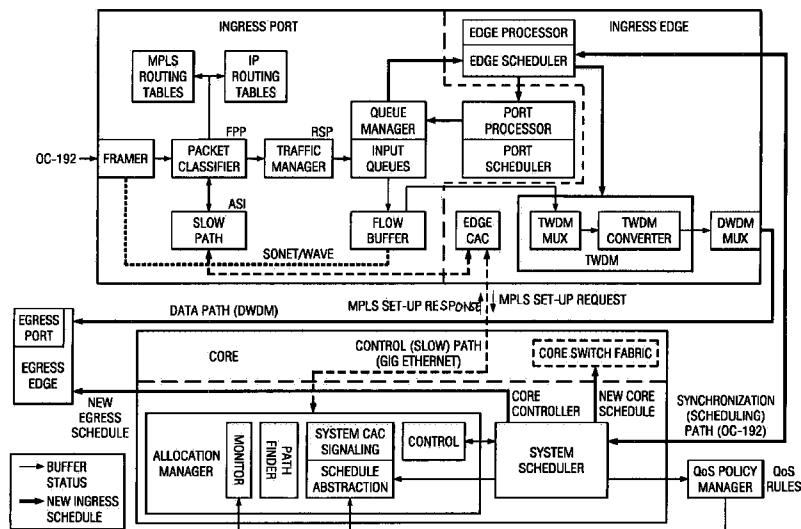 INGRESS PORT
INGRESS EDGE
EDGE PROCESSOR
EDGE SCHEDULER
MPLS
ROUTING
TABLES
IP
ROUTING
TABLES
QUEUE
MANAGER
INPUT
QUEUES
PORT
PROCESSOR
PORT
SCHEDULER
FPP
RSP
OC-192
FRAMER
PACKET
CLASSIFIER
TRAFFIC
MANAGER
ASI
SLOW
PATH
FLOW
BUFFER
EDGE
CAC
TWDM
MUX
TWDM
CONVERTER
TWDM
DWDM
MUX
SONET/WAVE
DATA PATH (DWDM)
MPLS SET-UP RESPONSE
MPLS SET-UP REQUEST
EGRESS
PORT
EGRESS
EDGE
CORE
CONTROL (SLOW) PATH
(GIG ETHERNET)
CORE SWITCH FABRIC
NEW
EGRESS
SCHEDULE
CORE
CONTROLLER
NEW CORE
SCHEDULE
SYNCHRONIZATION
(SCHEDULING)
PATH (OC-192)
ALLOCATION
MANAGER
MONITOR
PATH
FINDER
SYSTEM CAC
SIGNALING
SCHEDULE
ABSTRACTION
CONTROL
SYSTEM
SCHEDULER
QoS POLICY
MANAGER
QoS
RULES
BUFFER
STATUS
NEW INGRESS
SCHEDULE